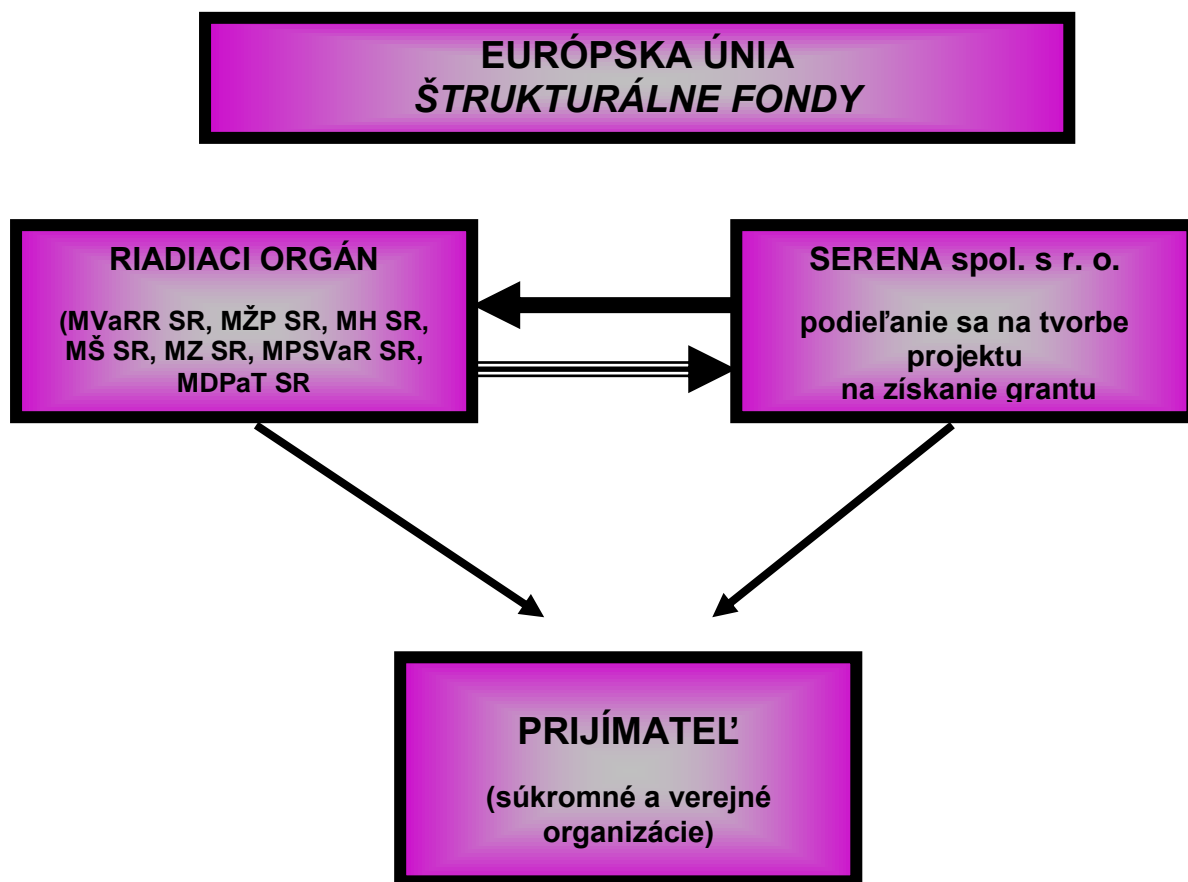 EURÓPSKA ÚNIA
ŠTRUKTURÁLNE FONDY
RIADIACI ORGÁN
(MVaRR SR, MŽP SR, MH SR,
MŠ SR, MZ SR, MPSVaR SR,
MDPaT SR
SERENA spol. s r. o.
podieľanie sa na tvorbe
projektu
na získanie grantu
PRIJÍMATEĽ
(súkromné a verejné
organizácie)